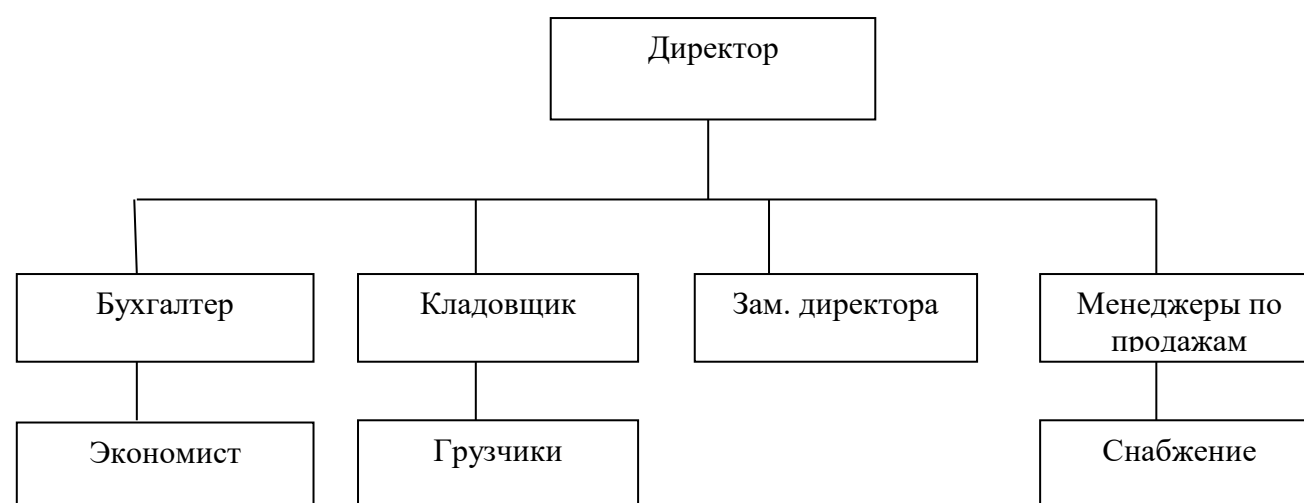 Директор
Бухгалтер
Кладовщик
Зам. директора
Менеджеры по
продажам
Экономист
Грузчики
Снабжение